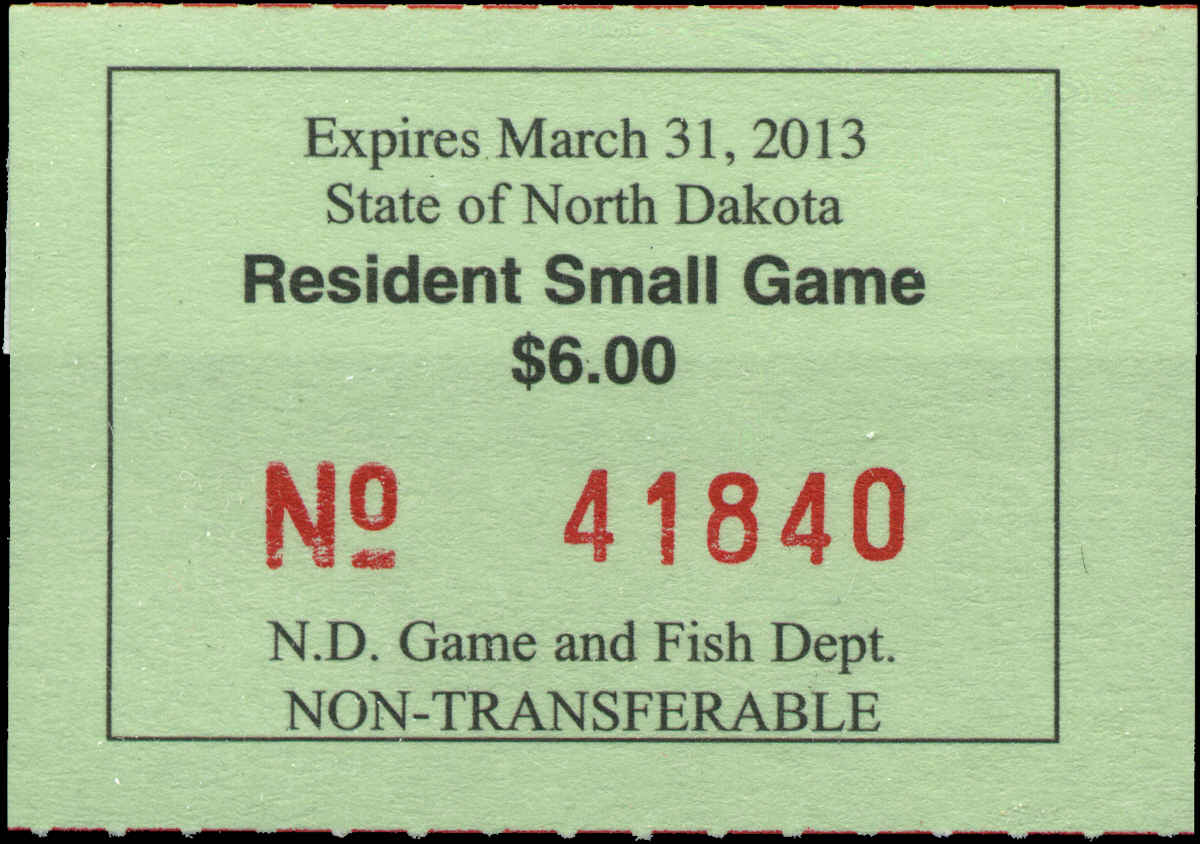 Expires March 31, 2013
State of North Dakota
Resident Small Game
$6.00
Nº 41840
N.D. Game and Fish Dept.
NON-TRANSFERABLE